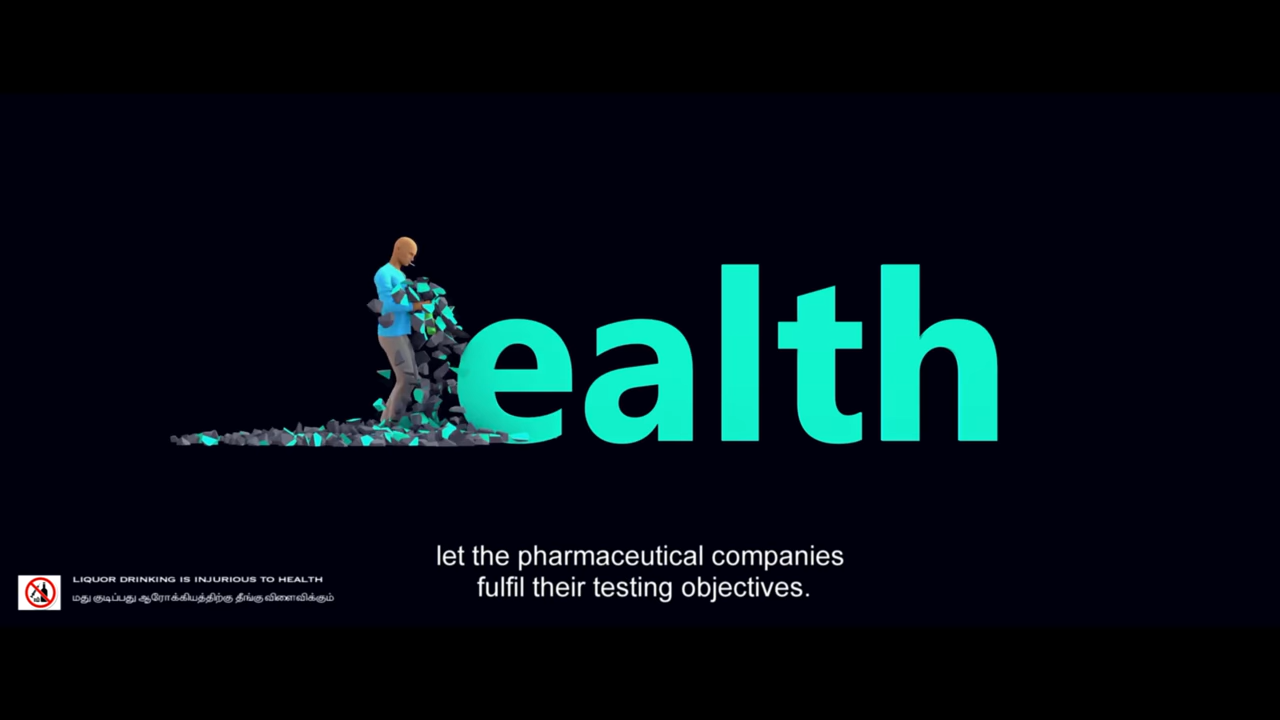 ealth
let the pharmaceutical companies
fulfil their testing objectives.
LIQUOR DRINKING IS INJURIOUS TO HEALTH
மது குடிப்பது ஆரோக்கியத்திற்கு தீங்கு விளைவிக்கும்